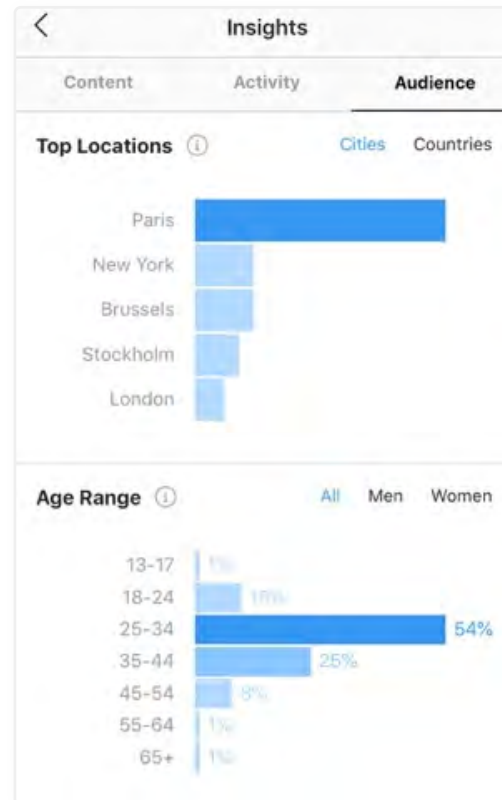 Insights
Content Activity Audience
Top Locations Cities Countries
Paris
New York
Brussels
Stockholm
London
Age Range All Men Women
13-17 1%
18-24 10%
25-34 54%
35-44 25%
45-54 8%
55-64 1%
65+ 1%